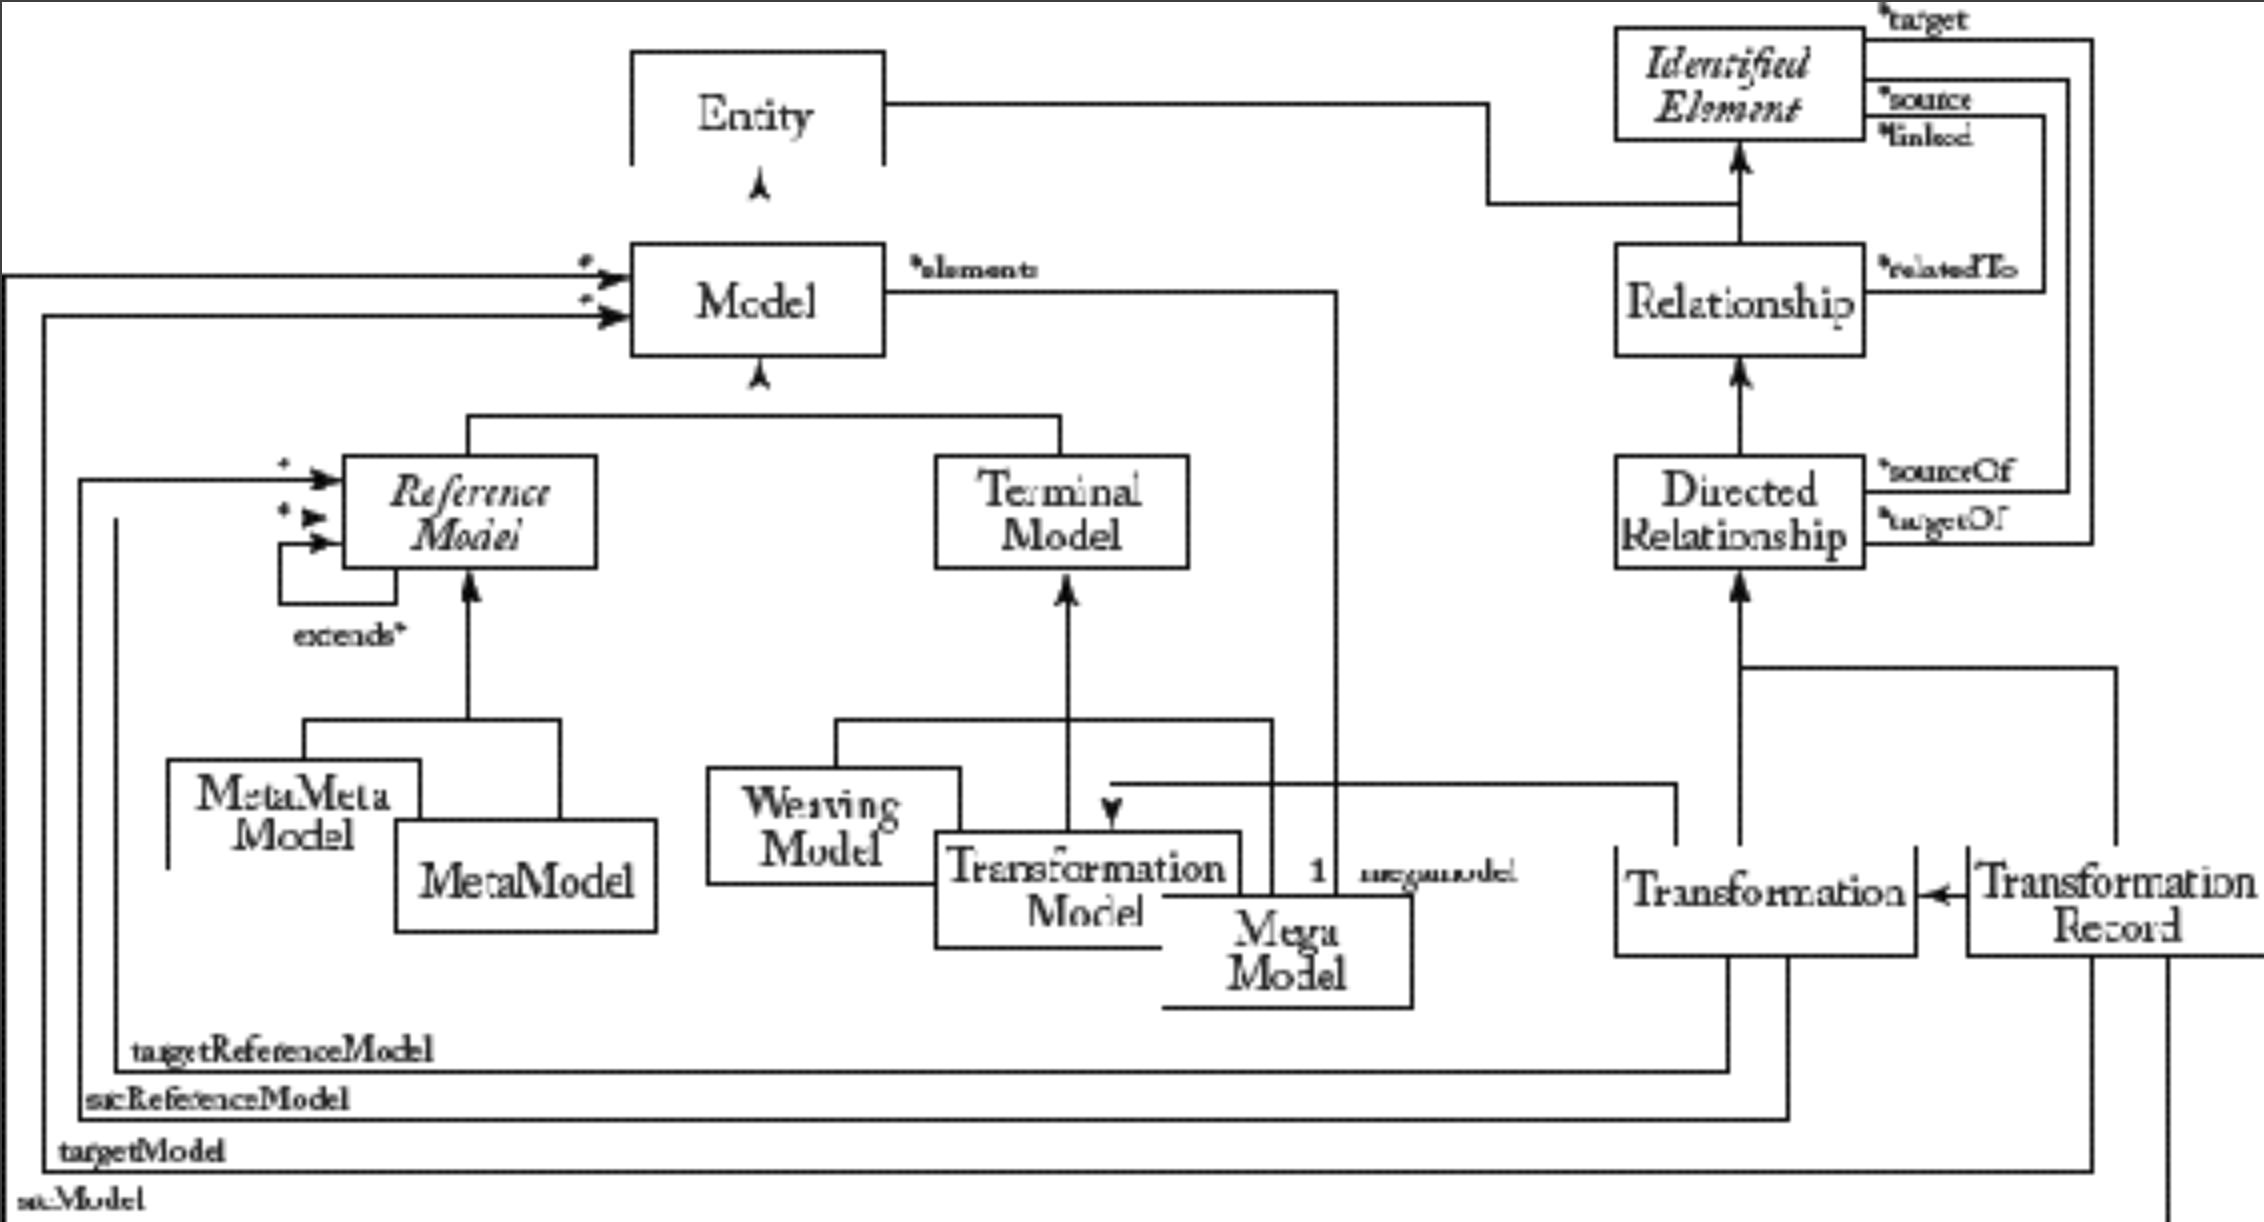 *target
Identified
Element
*source
*linked
Entity
*elements
*relatedTo
Model
Relationship
*
*
*
*
Reference
Model
Terminal
Model
Directed
Relationship
*sourceOf
*targetOf
extends*
MetaMeta
Model
MetaModel
Weaving
Model
Transformation
Model
1 megamodel
Mega
Model
Transformation
Transformation
Record
targetReferenceModel
srcReferenceModel
targetModel
srcModel